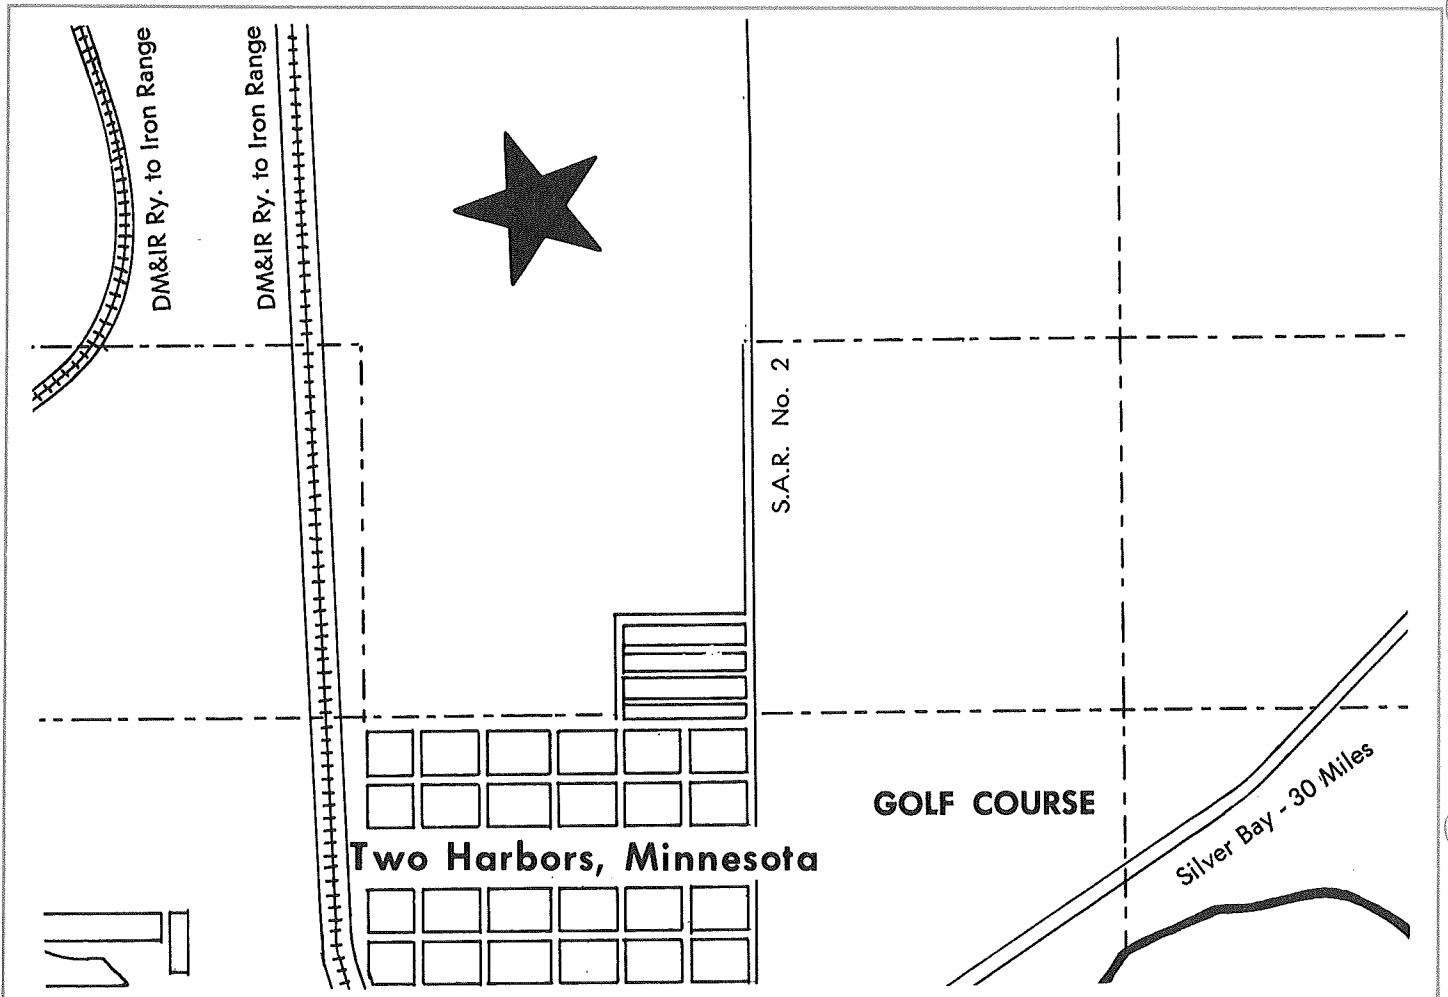 DM&IR Ry. to Iron Range
DM&IR Ry. to Iron Range
S.A.R. No. 2
GOLF COURSE
Silver Bay - 30 Miles
Two Harbors, Minnesota